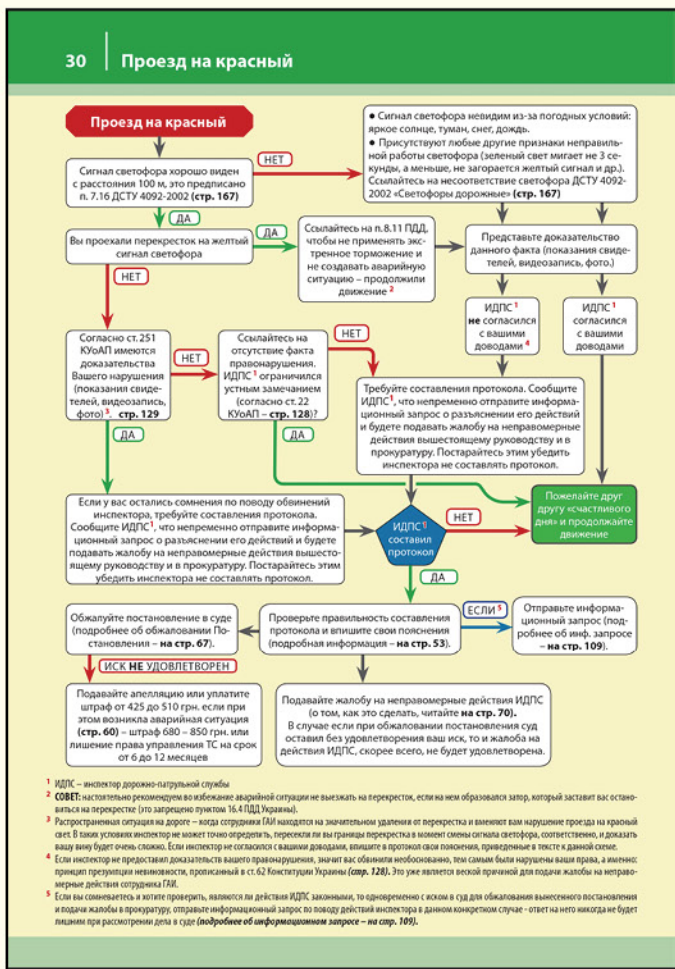 30
Проезд на красный
Проезд на красный
НЕТ
● Сигнал светофора невидим из-за погодных условий:
яркое солнце, туман, снег, дождь.
● Присутствуют любые другие признаки неправиль-
ной работы светофора (зеленый свет мигает не 3 се-
кунды, а меньше, не загорается желтый сигнал и др.).
Ссылайтесь на несоответствие светофора ДСТУ 4092-
2002 «Светофоры дорожные» (стр. 167)
Сигнал светофора хорошо виден
с расстояния 100 м, это предписано
п. 7.16 ДСТУ 4092-2002 (стр. 167)
ДА
Вы проехали перекресток на желтый
сигнал светофора
ДА
Ссылайтесь на п.8.11 ПДД,
чтобы не применять экс-
тренное торможение и
не создавать аварийную
ситуацию – продолжили
движение 2
Представьте доказательство
данного факта (показания свиде-
телей, видеозапись, фото.)
НЕТ
ИДПС 1
не согласился
с вашими
доводами 4
ИДПС 1
согласился
с вашими
доводами
Согласно ст. 251
КУоАП имеются
доказательства
Вашего нарушения
(показания свиде-
телей, видеозапись,
фото) 3. стр. 129
НЕТ
Ссылайтесь на
отсутствие факта
правонарушения.
ИДПС 1 ограничился
устным замечанием
(согласно ст. 22
КУоАП – стр. 128)?
НЕТ
Требуйте составления протокола. Сообщите
ИДПС1, что непременно отправите информа-
ционный запрос о разъяснении его действий
и будете подавать жалобу на неправомерные
действия вышестоящему руководству и в
прокуратуру. Постарайтесь этим убедить
инспектора не составлять протокол.
ДА
ДА
Если у вас остались сомнения по поводу обвинений
инспектора, требуйте составления протокола.
Сообщите ИДПС1, что непременно отправите информа-
ционный запрос о разъяснении его действий и будете
подавать жалобу на неправомерные действия вышесто-
ящему руководству и в прокуратуру. Постарайтесь этим
убедить инспектора не составлять протокол.
ИДПС 1
составил
протокол
НЕТ
Пожелайте друг
другу «счастливого
дня» и продолжайте
движение
ДА
Обжалуйте постановление в суде
(подробнее об обжаловании По-
становления – на стр. 67).
Проверьте правильность составления
протокола и впишите свои пояснения
(подробная информация – на стр. 53).
ЕСЛИ 5
Отправьте информа-
ционный запрос (под-
робнее об инф. запросе
– на стр. 109).
ИСК НЕ УДОВЛЕТВОРЕН
Подавайте апелляцию или уплатите
штраф от 425 до 510 грн. если при
этом возникла аварийная ситуация
(стр. 60) – штраф 680 – 850 грн. или
лишение права управления ТС на срок
от 6 до 12 месяцев
Подавайте жалобу на неправомерные действия ИДПС
(о том, как это сделать, читайте на стр. 70).
В случае если при обжаловании постановления суд
оставил без удовлетворения ваш иск, то и жалоба на
действия ИДПС, скорее всего, не будет удовлетворена.
1 ИДПС – инспектор дорожно-патрульной службы
2 СОВЕТ: настоятельно рекомендуем во избежание аварийной ситуации не выезжать на перекресток, если на нем образовался затор, который заставит вас остано-
виться на перекрестке (это запрещено пунктом 16.4 ПДД Украины).
3 Распространенная ситуация на дороге – когда сотрудники ГАИ находятся на значительном удалении от перекрестка и вменяют вам нарушение проезда на красный
свет. В таких условиях инспектор не может точно определить, пересекли ли вы границы перекрестка в момент смены сигнала светофора, соответственно, и доказать
вашу вину будет очень сложно. Если инспектор не согласился с вашими доводами, впишите в протокол свои пояснения, приведенные в тексте к данной схеме.
4 Если инспектор не предоставил доказательств вашего правонарушения, значит вас обвинили необоснованно, тем самым были нарушены ваши права, а именно:
принцип презумпции невиновности, прописанный в ст. 62 Конституции Украины (стр. 128). Это уже является веской причиной для подачи жалобы на неправо-
мерные действия сотрудника ГАИ.
5 Если вы сомневаетесь и хотите проверить, являются ли действия ИДПС законными, то одновременно с иском в суд для обжалования вынесенного постановления
и подачи жалобы в прокуратуру, отправьте информационный запрос по поводу действий инспектора в данном конкретном случае - ответ на него никогда не будет
лишним при рассмотрении дела в суде (подробнее об информационном запросе – на стр. 109).